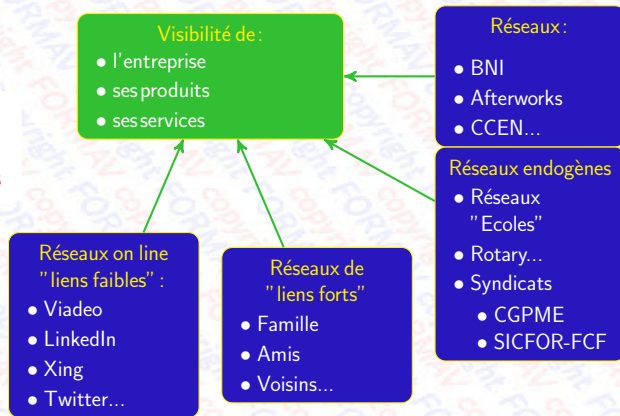 Visibilité de :
• l'entreprise
• ses produits
• ses services
Réseaux :
• BNI
• Afterworks
• CCEN...
Réseaux endogènes
• Réseaux
"Ecoles"
• Rotary...
• Syndicats
• CGPME
• SICFOR-FCF
Réseaux on line
"liens faibles" :
• Viadeo
• LinkedIn
• Xing
• Twitter...
Réseaux de
"liens forts"
• Famille
• Amis
• Voisins...